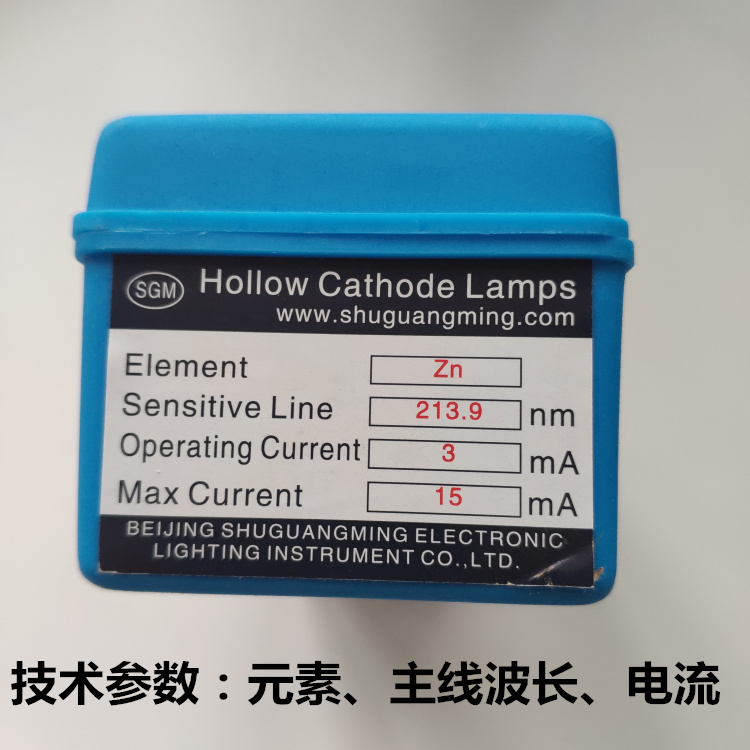 SGM
Hollow Cathode Lamps
www.shuguangming.com
Element Zn
Sensitive Line 213.9 nm
Operating Current 3 mA
Max Current 15 mA
BEIJING SHUGUANGMING ELECTRONIC
LIGHTING INSTRUMENT CO.,LTD.
技术参数：元素、主线波长、电流